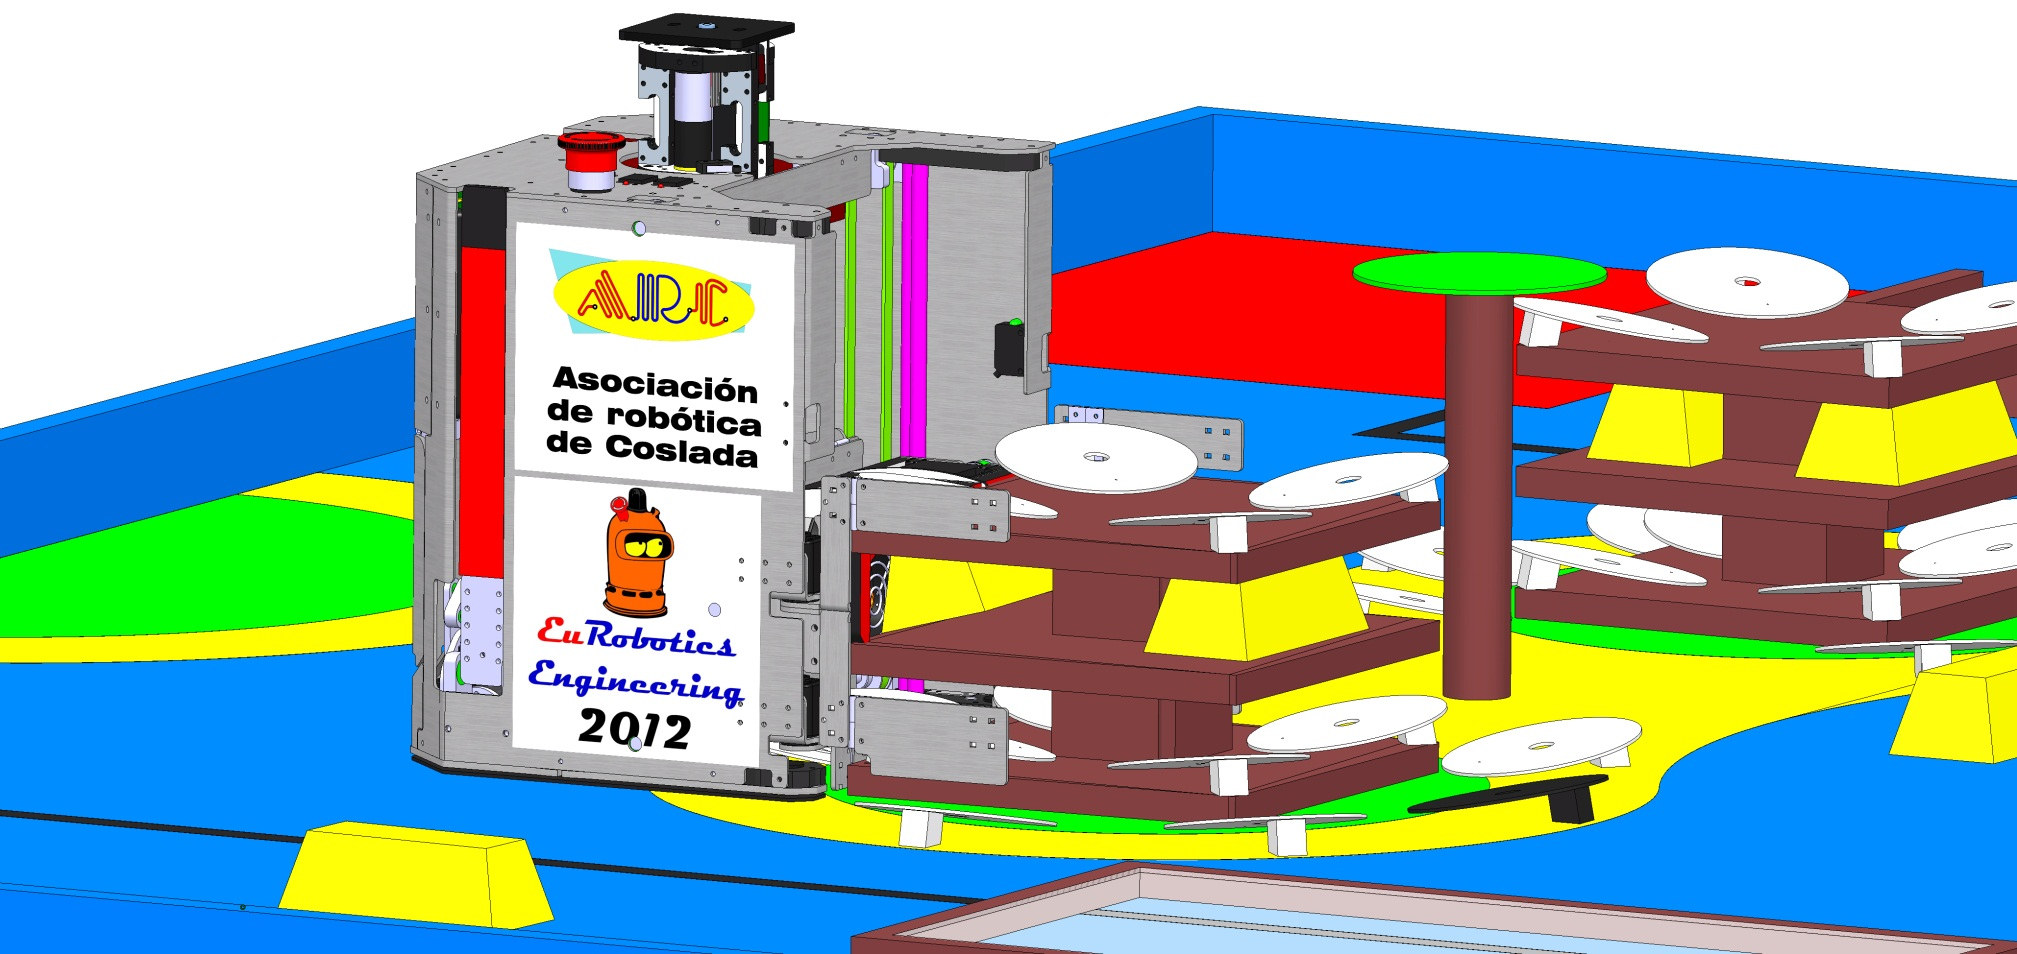 ARC
Asociación
de robótica
de Coslada
EuRobotics
Engineering
2012